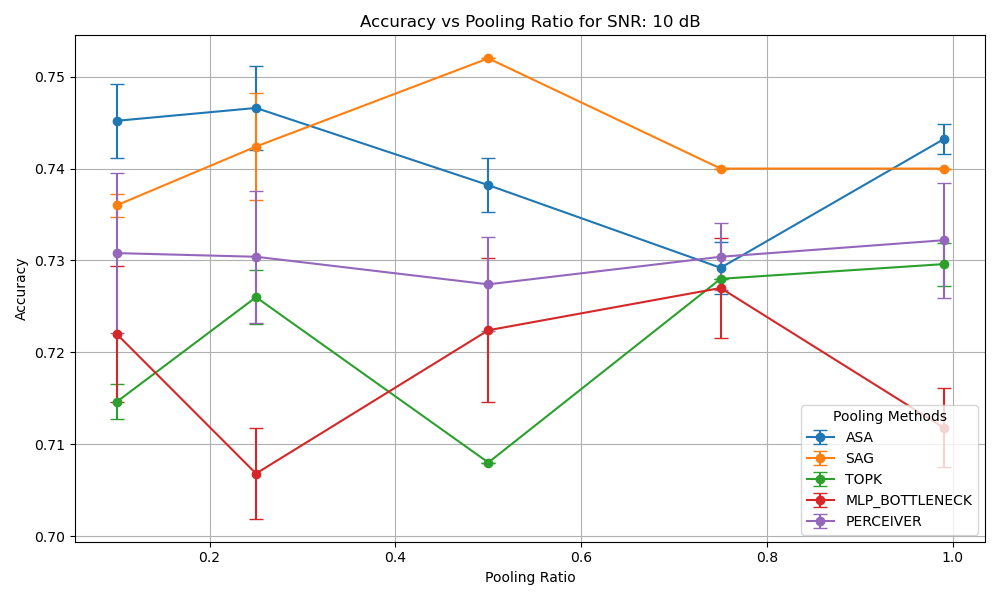 Accuracy vs Pooling Ratio for SNR: 10 dB
Accuracy
0.75
0.74
0.73
0.72
0.71
0.70
0.2
0.4
0.6
0.8
1.0
Pooling Ratio
Pooling Methods
ASA
SAG
TOPK
MLP_BOTTLENECK
PERCEIVER